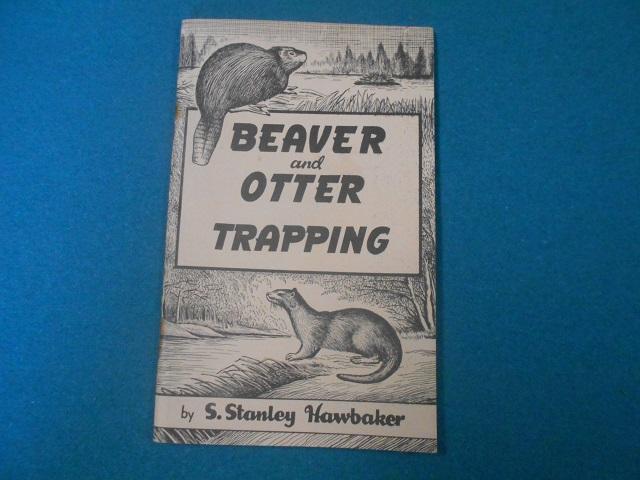 BEAVER
and
OTTER
TRAPPING
by S. Stanley Hawbaker